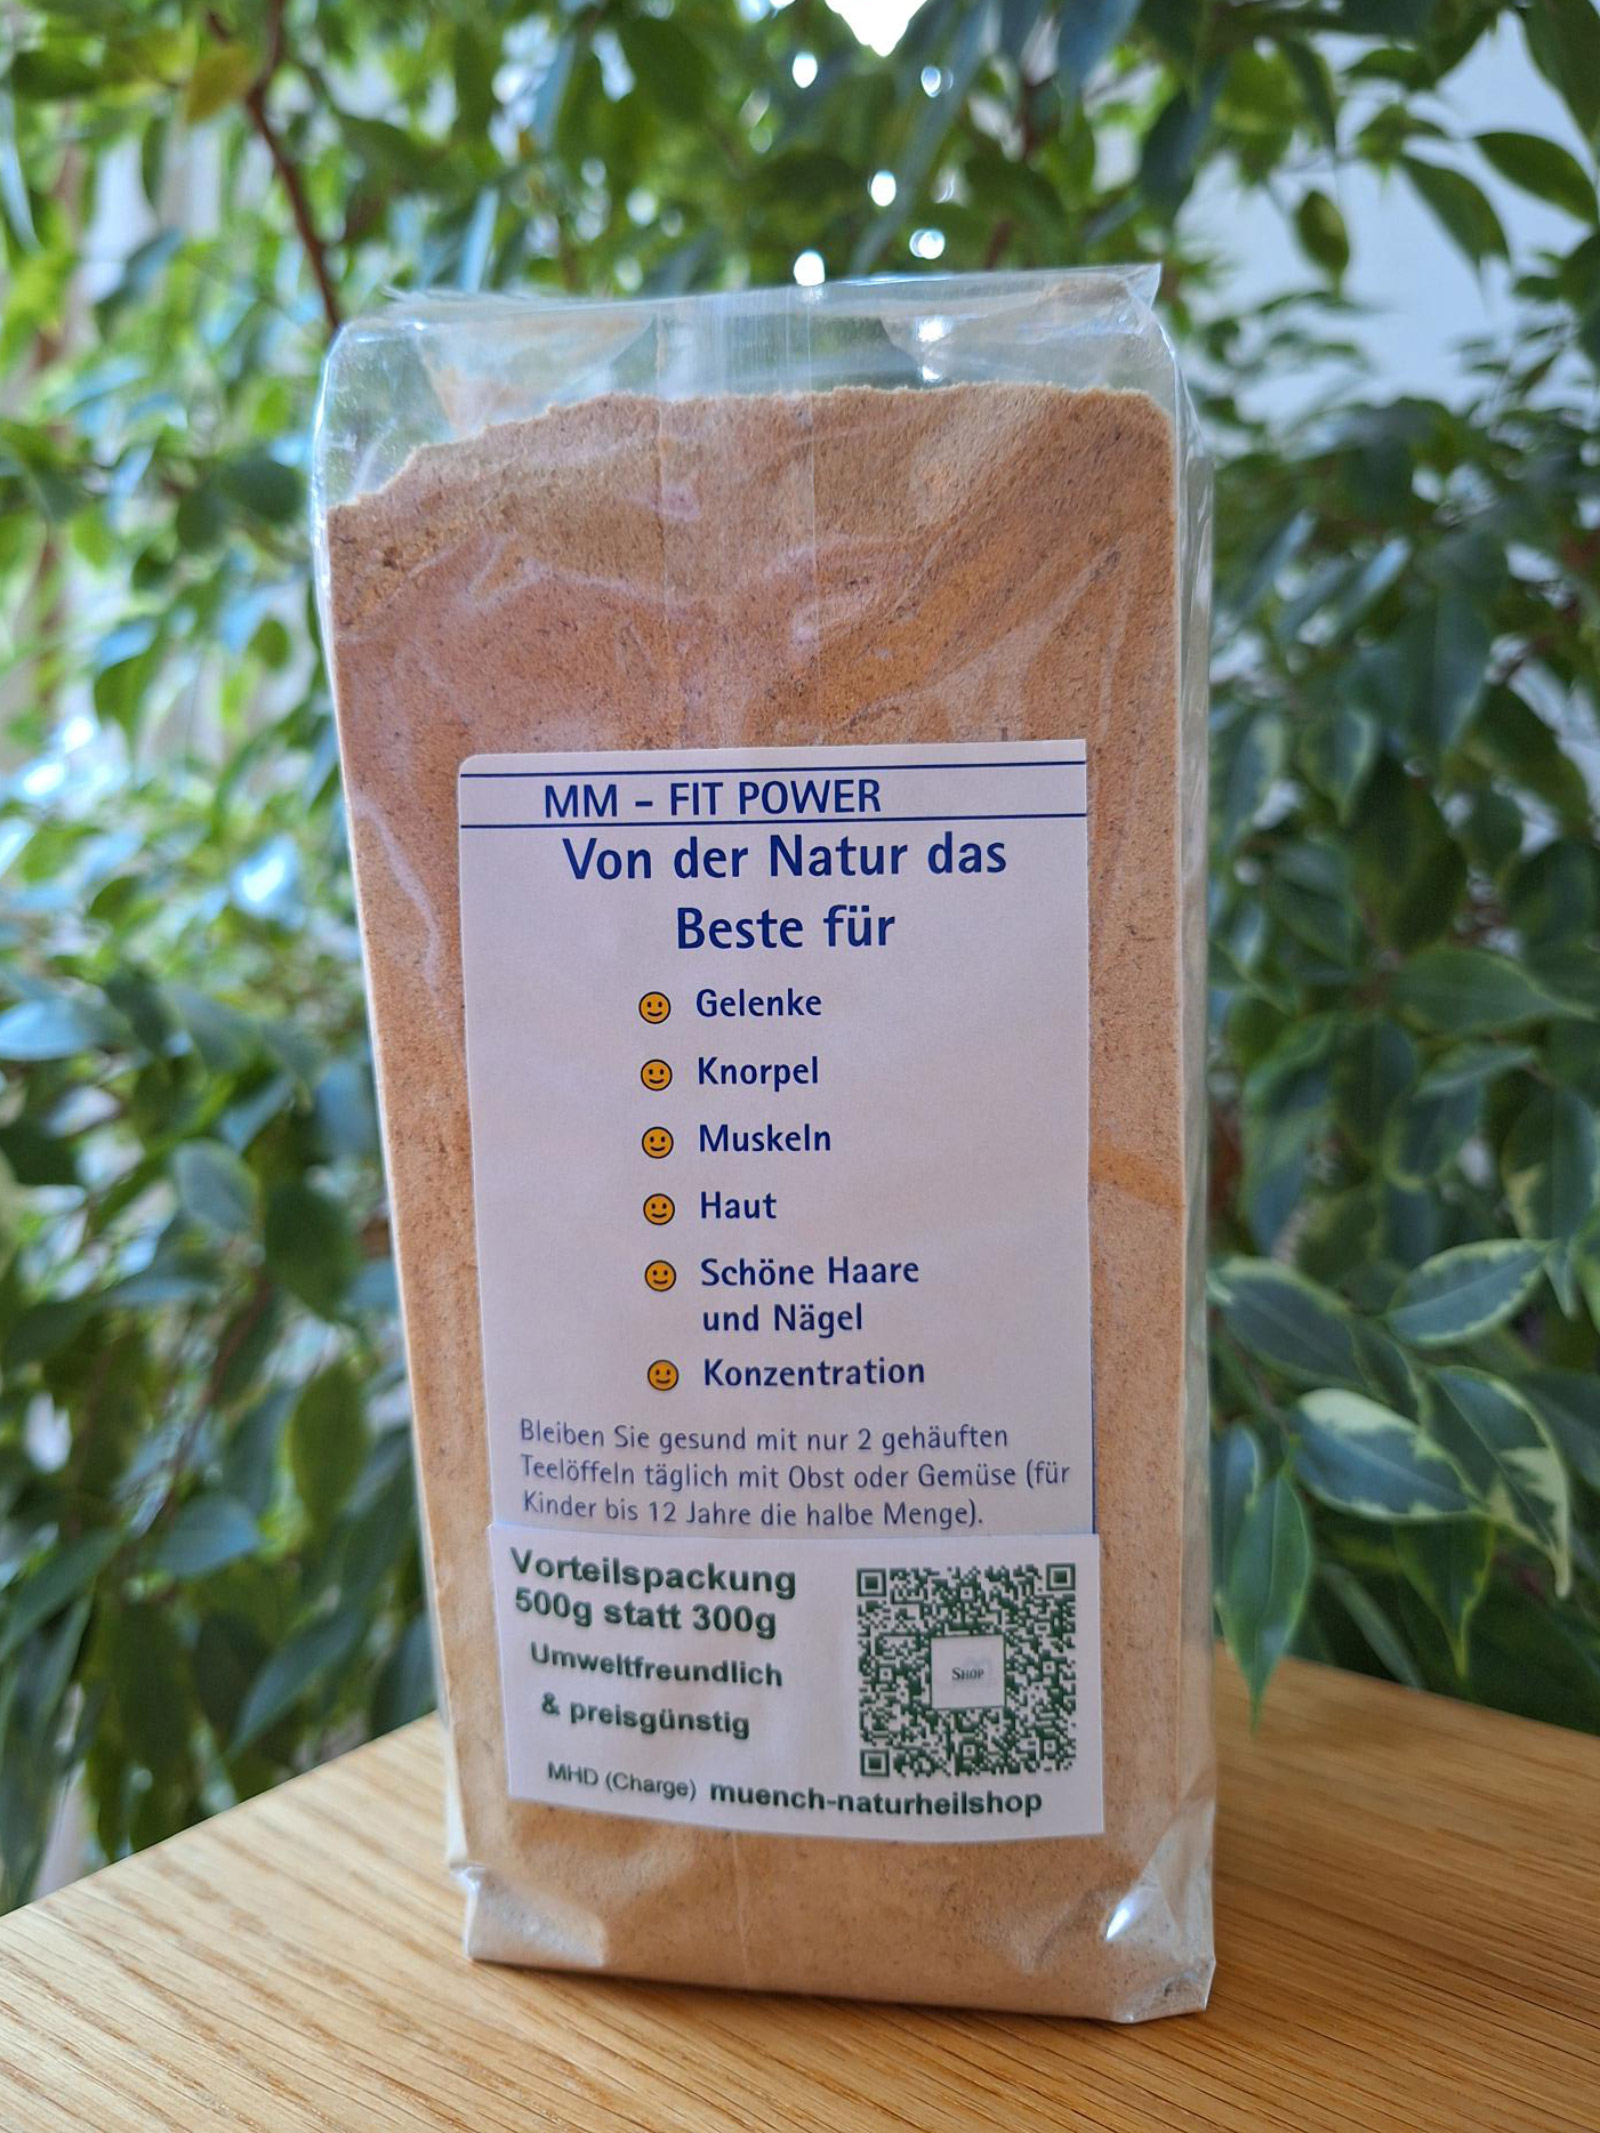 MM – FIT POWER
Von der Natur das
Beste für
Gelenke
Knorpel
Muskeln
Haut
Schöne Haare
und Nägel
Konzentration
Bleiben Sie gesund mit nur 2 gehäuften
Teelöffeln täglich mit Obst oder Gemüse (für
Kinder bis 12 Jahre die halbe Menge).
Vorteilspackung
500g statt 300g
Umweltfreundlich
& preisgünstig
SHOP
MHD (Charge) muench-naturheilshop